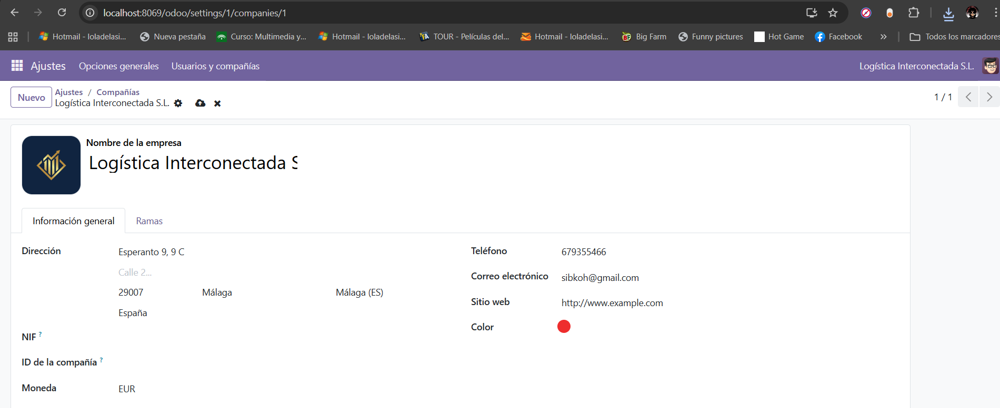 localhost:8069/odoo/settings/1/companies/1
Hotmail - loladelasi... Nueva pestaña Curso: Multimedia y... Hotmail - loladelasi... TOUR - Películas del... Hotmail - loladelasi... Big Farm Funny pictures Hot Game Facebook » Todos los marcadores
Ajustes Opciones generales Usuarios y compañías Logística Interconectada S.L.
Nuevo Ajustes / Compañías
Logística Interconectada S.L. 1 / 1
Nombre de la empresa
Logística Interconectada S
Información general Ramas
Dirección Esperanto 9, 9 C Teléfono 679355466
Calle 2... Correo electrónico sibkoh@gmail.com
29007 Málaga Málaga (ES) Sitio web http://www.example.com
España Color
NIF ?
ID de la compañía ?
Moneda EUR